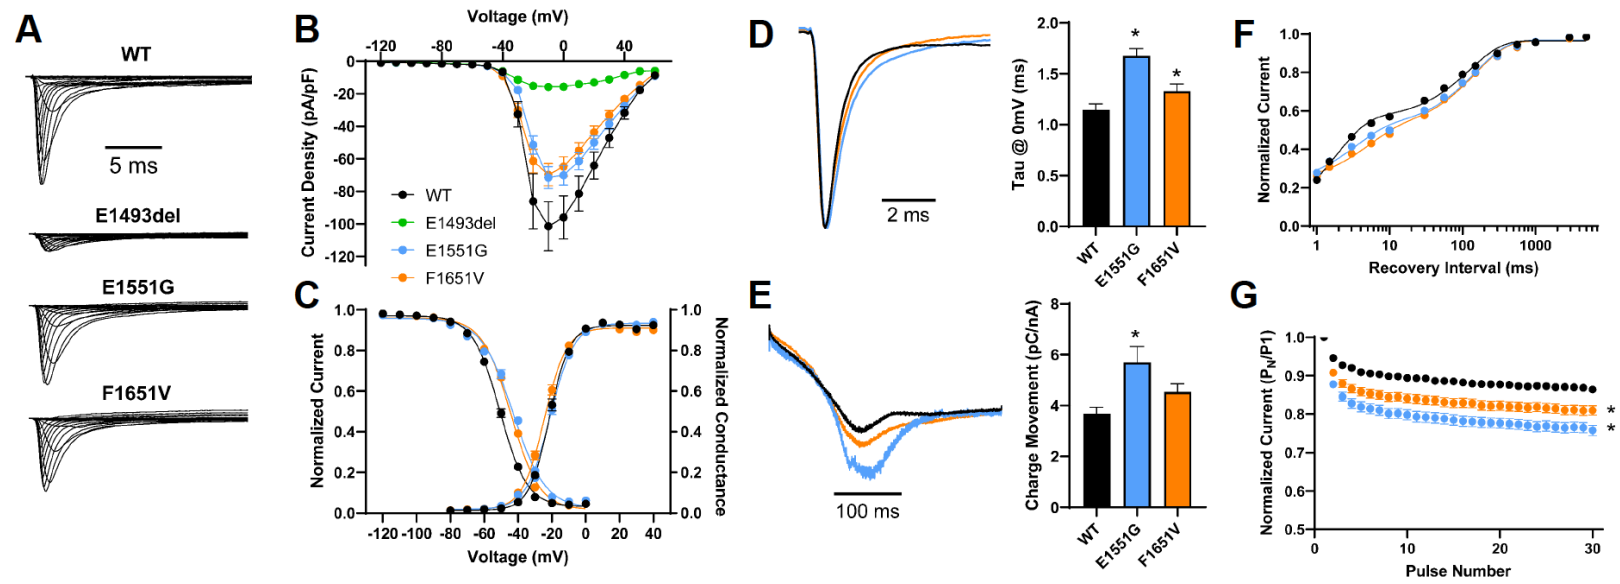 A
WT
5 ms
E1493del
E1551G
F1651V
B
Voltage (mV)
-120 -80 -40 0 40
0
-20
-40
-60
-80
-100
-120
Current Density (pA/pF)
WT
E1493del
E1551G
F1651V
C
1.0
0.8
0.6
0.4
0.2
0.0
Normalized Current
1.0
0.8
0.6
0.4
0.2
0.0
Normalized Conductance
-120 -100 -80 -60 -40 -20 0 20 40
Voltage (mV)
D
2 ms
2.0
1.5
1.0
0.5
0.0
Tau @ 0mV (ms)
*
*
WT
E1551G
F1651V
E
100 ms
8
6
4
2
0
Charge Movement (pC/nA)
*
WT
E1551G
F1651V
F
1.0
0.8
0.6
0.4
0.2
0.0
Normalized Current
1 10 100 1000
Recovery Interval (ms)
G
1.0
0.9
0.8
0.7
0.6
0.5
Normalized Current (PN/P1)
*
*
0 10 20 30
Pulse Number